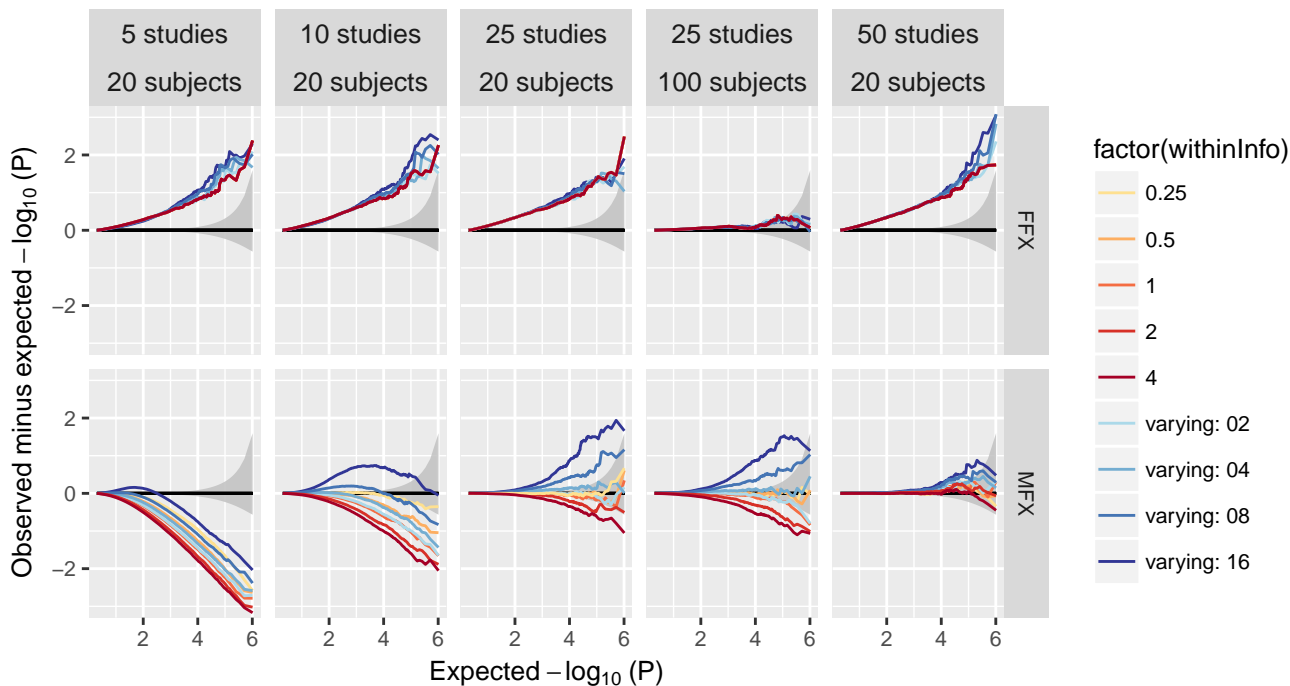 5 studies 10 studies 25 studies 25 studies 50 studies
20 subjects 20 subjects 20 subjects 100 subjects 20 subjects
Observed minus expected −log10 (P)
2
0
−2
FFX
2
0
−2
MFX
2 4 6 2 4 6 2 4 6 2 4 6 2 4 6
Expected −log10 (P)
factor(withinInfo)
0.25
0.5
1
2
4
varying: 02
varying: 04
varying: 08
varying: 16